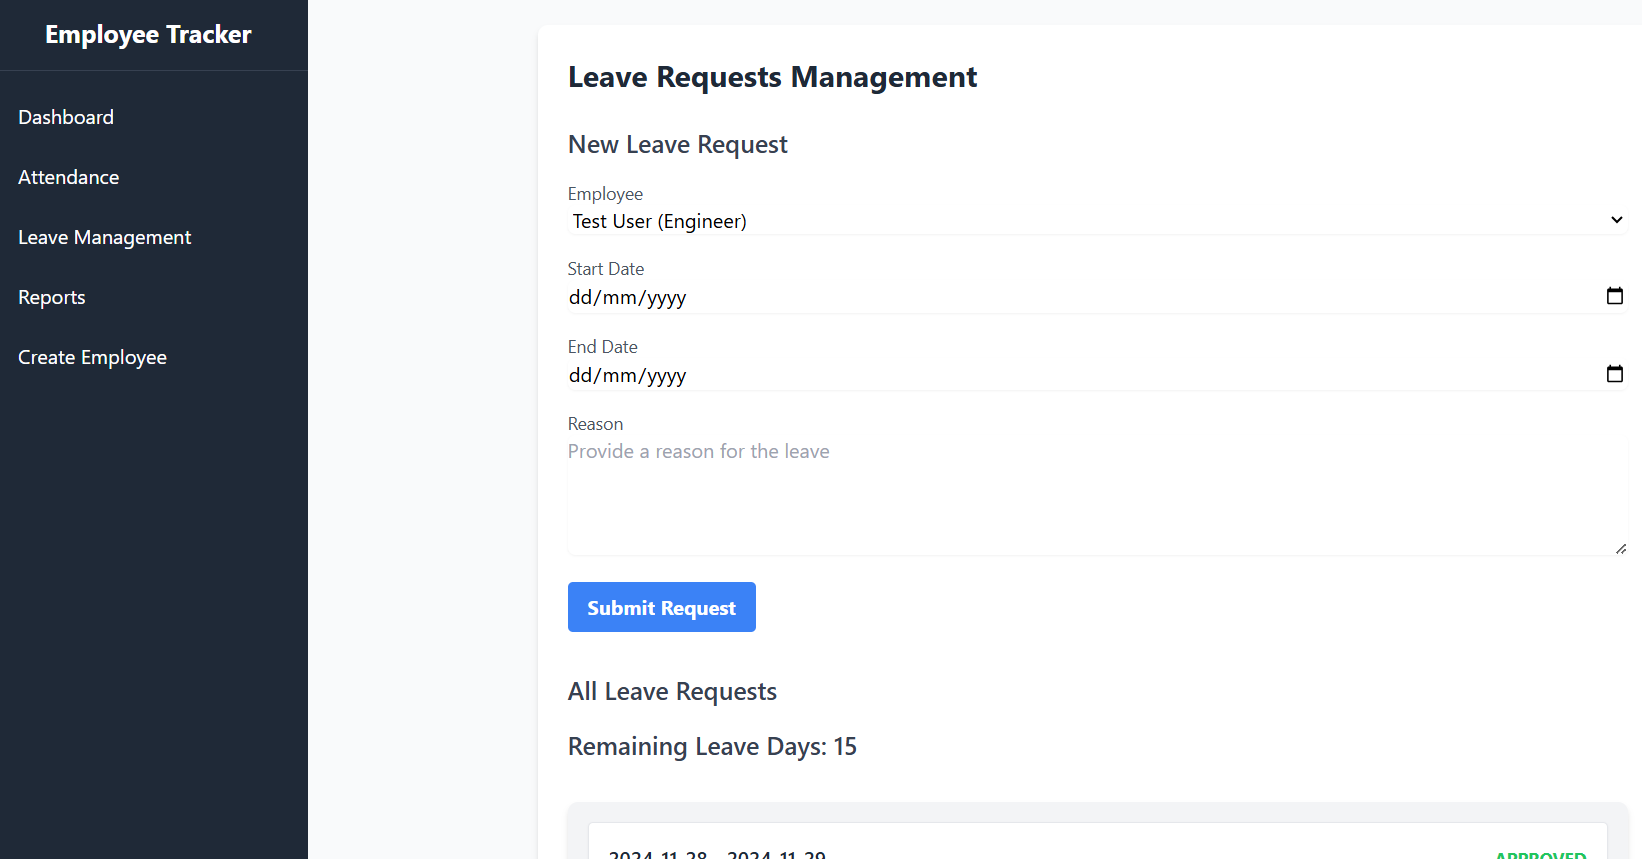 Employee Tracker
Dashboard
Attendance
Leave Management
Reports
Create Employee
Leave Requests Management
New Leave Request
Employee
Test User (Engineer)
Start Date
dd/mm/yyyy
End Date
dd/mm/yyyy
Reason
Provide a reason for the leave
Submit Request
All Leave Requests
Remaining Leave Days: 15
2024-11-28 - 2024-11-29
APPROVED